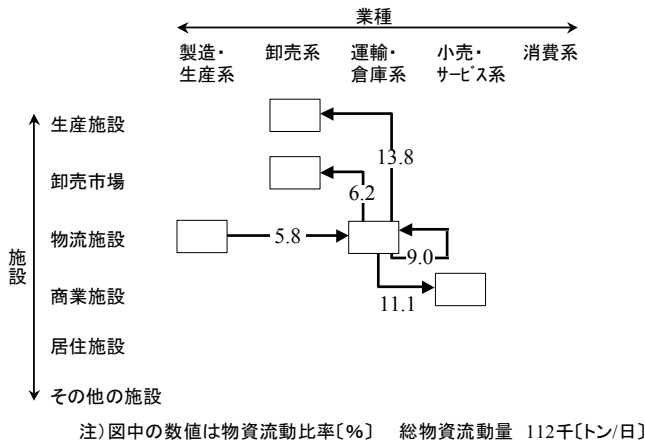 業種
製造・ 卸売系 運輸・ 小売・ 消費系
生産系 倉庫系 サービス系
施設
生産施設
13.8
卸売市場
6.2
物流施設
5.8
9.0
商業施設
11.1
居住施設
その他の施設
注）図中の数値は物資流動比率〔%〕 総物資流動量 112千〔トン/日〕